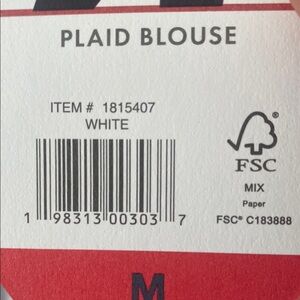 PLAID BLOUSE
ITEM # 1815407
WHITE
1 98313 00303 7
®
FSC
MIX
Paper
FSC® C183888
M